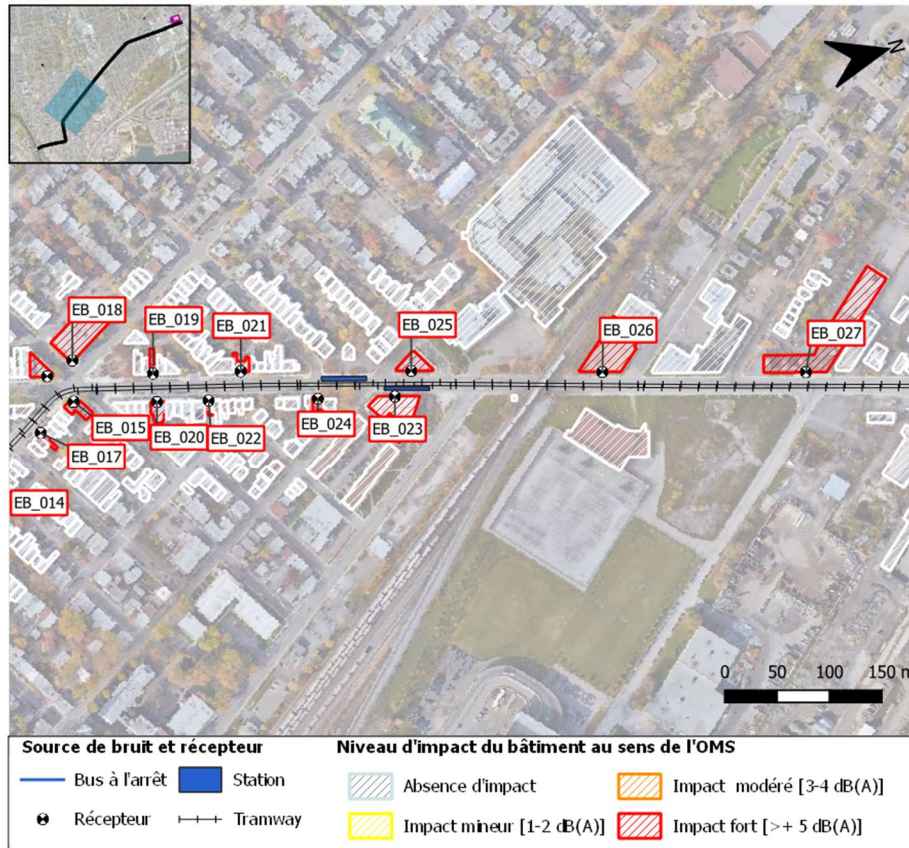 N
EB_018
EB_019
EB_021
EB_025
EB_026
EB_027
EB_015
EB_020
EB_022
EB_024
EB_023
EB_017
EB_014
0 50 100 150 m
Source de bruit et récepteur
Bus à l'arrêt
Station
Récepteur
Tramway
Niveau d'impact du bâtiment au sens de l'OMS
Absence d'impact
Impact modéré [3-4 dB(A)]
Impact mineur [1-2 dB(A)]
Impact fort [>+ 5 dB(A)]